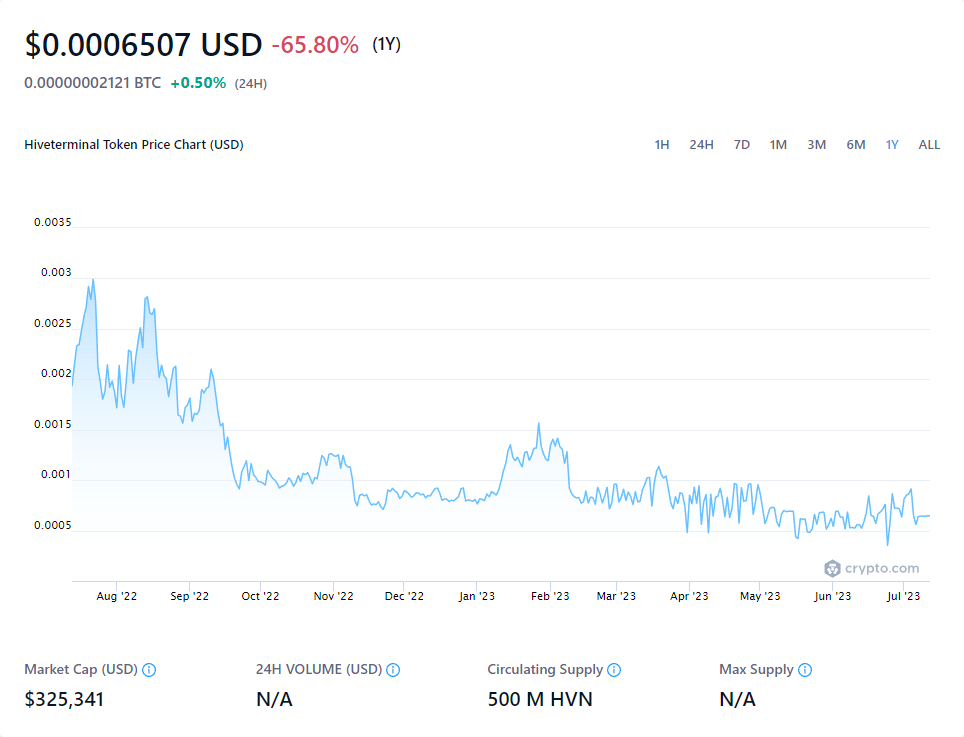 $0.0006507 USD -65.80% (1Y)
0.00000002121 BTC +0.50% (24H)
Hiveterminal Token Price Chart (USD) 1H 24H 7D 1M 3M 6M 1Y ALL
0.0035
0.003
0.0025
0.002
0.0015
0.001
0.0005
crypto.com
Aug '22 Sep '22 Oct '22 Nov '22 Dec '22 Jan '23 Feb '23 Mar '23 Apr '23 May '23 Jun '23 Jul '23
Market Cap (USD) 24H VOLUME (USD) Circulating Supply Max Supply
$325,341 N/A 500 M HVN N/A